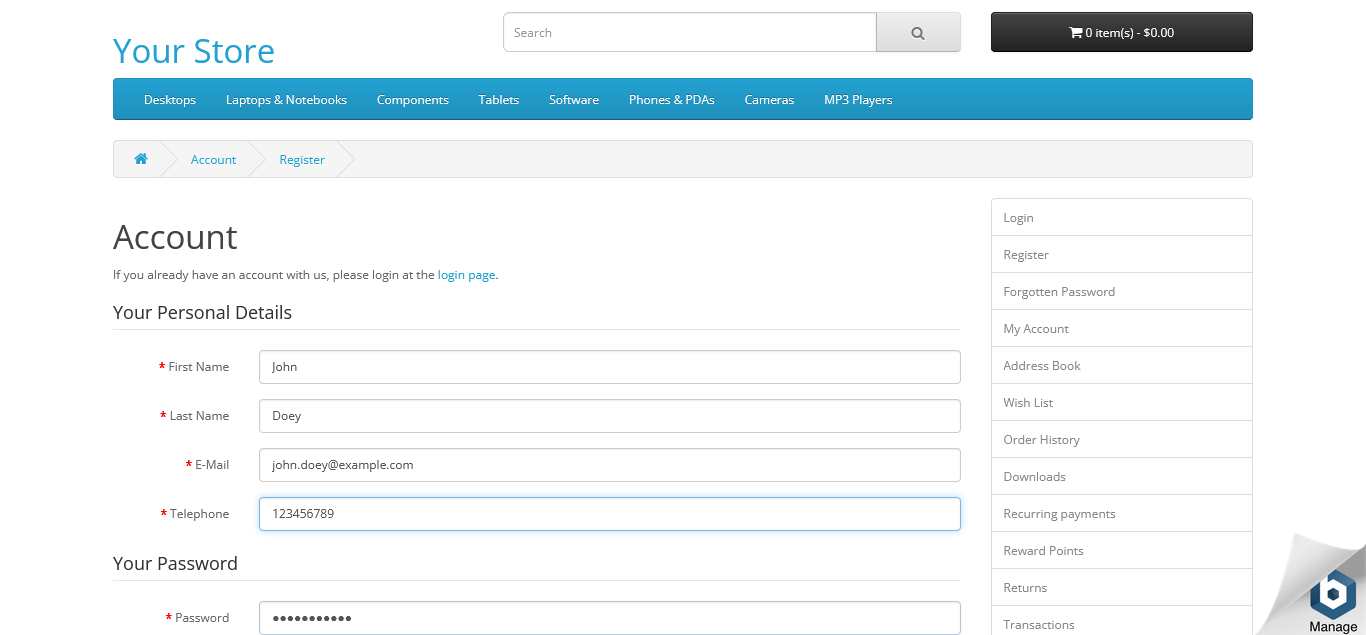 Search
0 item(s) - $0.00
Your Store
Desktops Laptops & Notebooks Components Tablets Software Phones & PDAs Cameras MP3 Players
Account Register
Account
If you already have an account with us, please login at the login page.
Your Personal Details
* First Name John
* Last Name Doey
* E-Mail john.doey@example.com
* Telephone 123456789
Your Password
* Password •••••••••••
Login
Register
Forgotten Password
My Account
Address Book
Wish List
Order History
Downloads
Recurring payments
Reward Points
Returns
Transactions
Manage